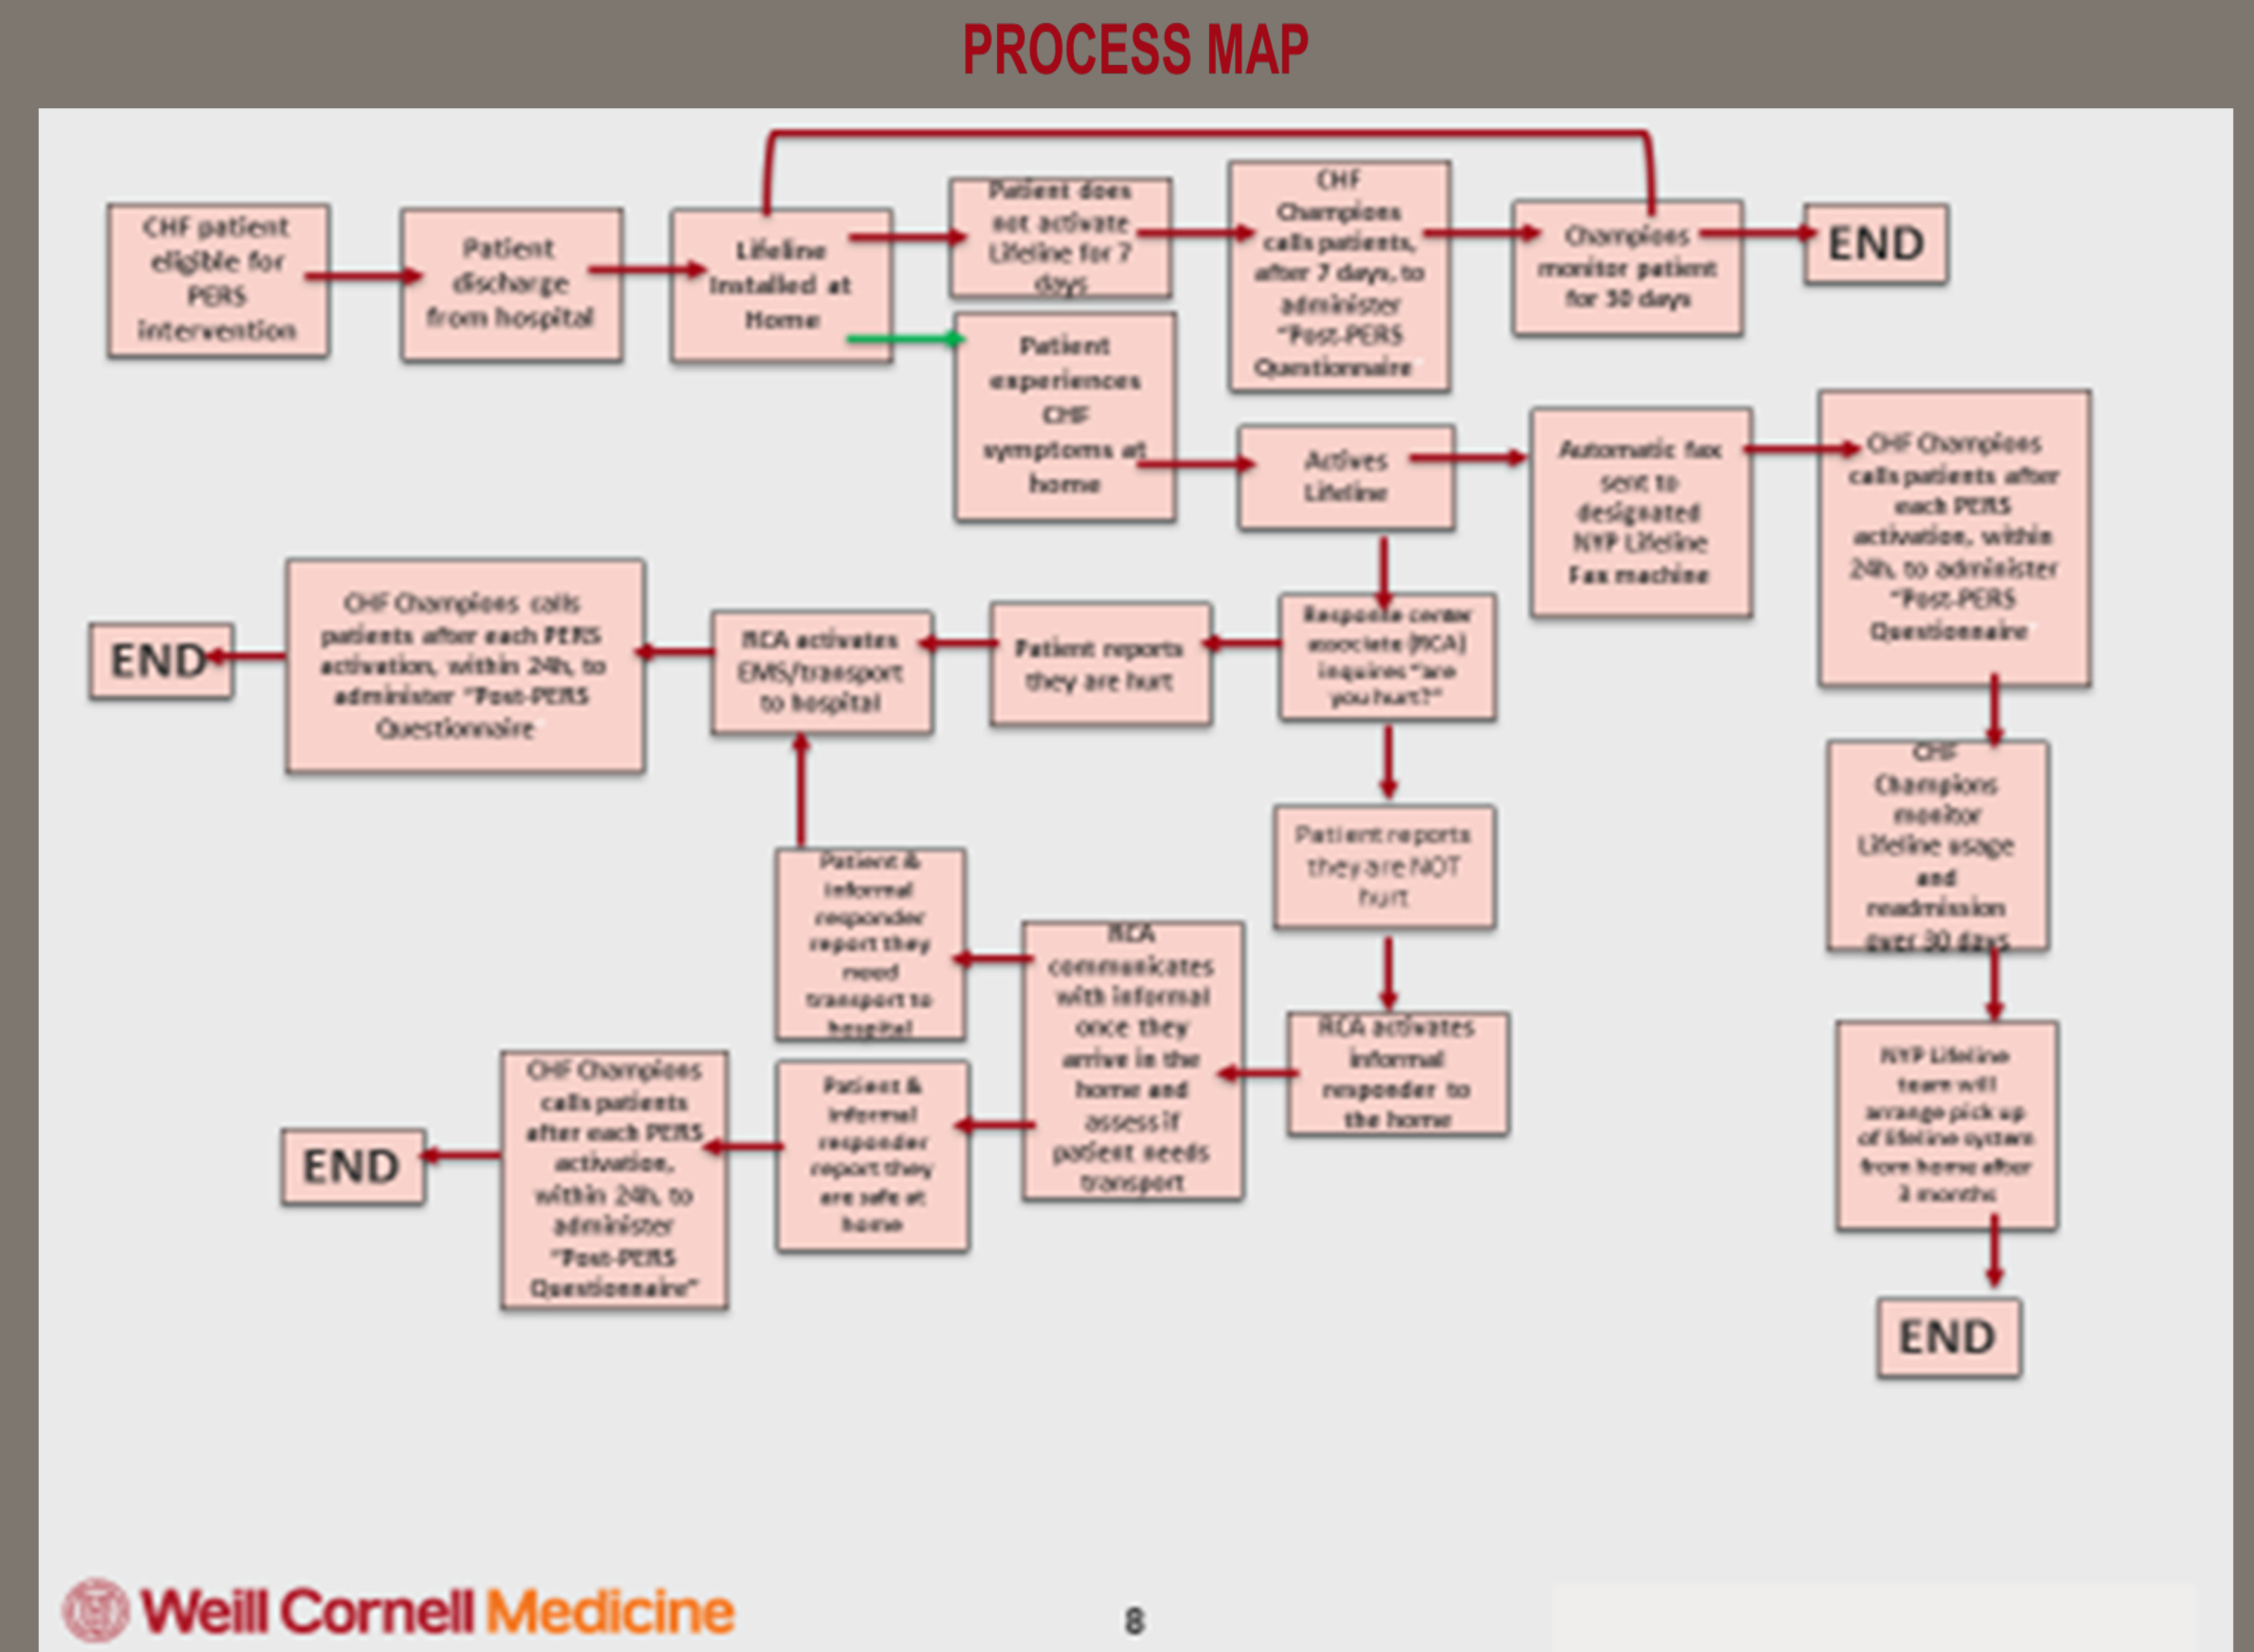 PROCESS MAP
CHF patient
eligible for
PERS
intervention
Patient
discharge
from hospital
Lifeline
Installed at
Home
Patient does
not activate
Lifeline for 7
days
CHF
Champions
calls patients,
after 7 days, to
administer
"Post-PERS
Questionnaire"
Champions
monitor patient
for 30 days
END
Patient
experiences
CHF
symptoms at
home
Actives
Lifeline
Automatic fax
sent to
designated
NYP Lifeline
Fax machine
CHF Champions
calls patients after
each PERS
activation, within
24h, to administer
"Post-PERS
Questionnaire"
END
CHF Champions calls
patients after each PERS
activation, within 24h, to
administer "Post-PERS
Questionnaire"
RCA activates
EMS/transport
to hospital
Patient reports
they are hurt
Response center
associate (RCA)
inquires "are
you hurt?"
CHF
Champions
monitor
Lifeline usage
and
readmission
over 30 days
Patient reports
they are NOT
hurt
Patient &
informal
responder
report they
need
transport to
hospital
RCA
communicates
with informal
once they
arrive in the
home and
assess if
patient needs
transport
RCA activates
informal
responder to
the home
NYP Lifeline
team will
arrange pick up
of lifeline system
from home after
3 months
END
CHF Champions
calls patients
after each PERS
activation,
within 24h, to
administer
"Post-PERS
Questionnaire"
Patient &
informal
responder
report they
are safe at
home
END
Weill Cornell Medicine
8